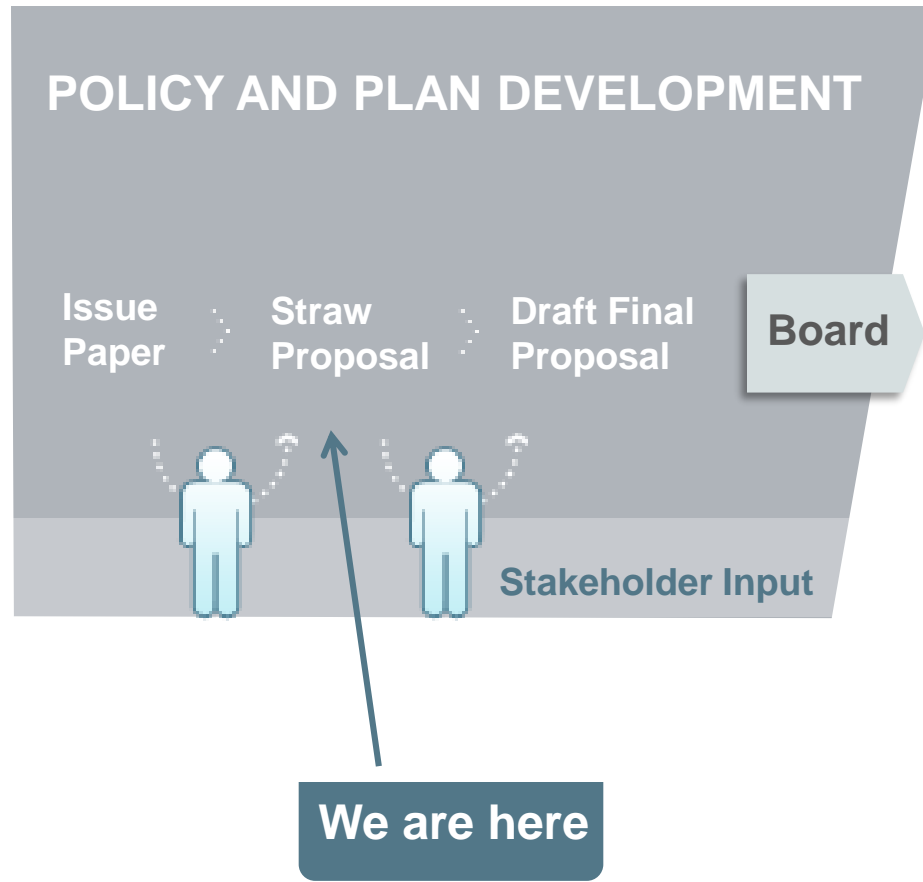 POLICY AND PLAN DEVELOPMENT
Issue
Paper
Straw
Proposal
Draft Final
Proposal
Board
Stakeholder Input
We are here